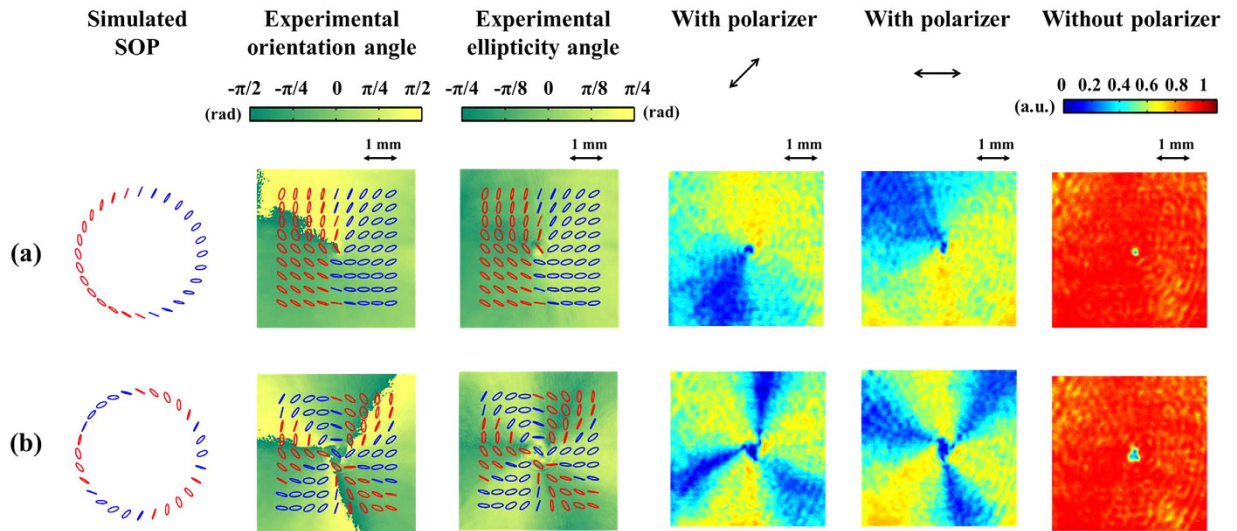 Simulated
SOP
Experimental
orientation angle
Experimental
ellipticity angle
With polarizer
With polarizer
Without polarizer
-π/2 -π/4 0 π/4 π/2
(rad)
-π/4 -π/8 0 π/8 π/4
(rad)
0 0.2 0.4 0.6 0.8 1
(a.u.)
1 mm
1 mm
1 mm
1 mm
1 mm
(a)
(b)